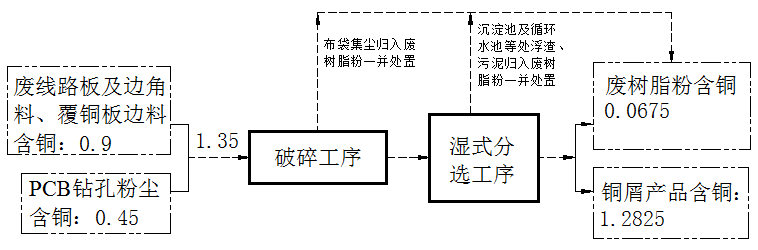 布袋集尘归入废
树脂粉一并处置
沉淀池及循环
水池等处浮渣、
污泥归入废树
脂粉一并处置
废线路板及边角
料、覆铜板边料
含铜：0.9
1.35
破碎工序
湿式分
选工序
废树脂粉含铜
0.0675
PCB钻孔粉尘
含铜：0.45
铜屑产品含铜：
1.2825